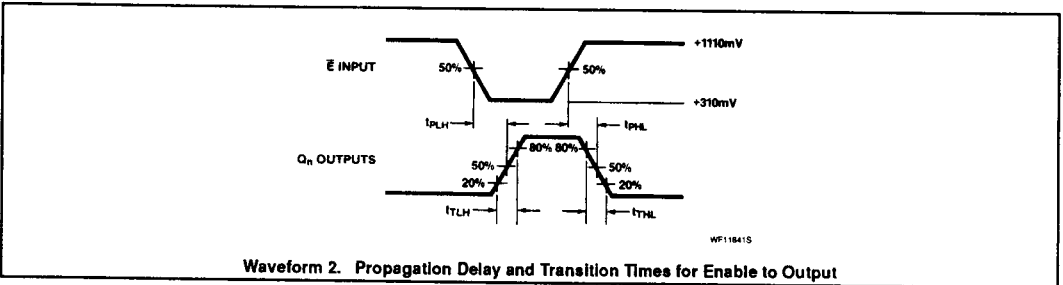 +1110mV
Ē INPUT
50%
50%
+310mV
tPLH
tPHL
Qn OUTPUTS
80% 80%
50%
50%
20%
20%
tTLH
tTHL
WF11841S
Waveform 2. Propagation Delay and Transition Times for Enable to Output